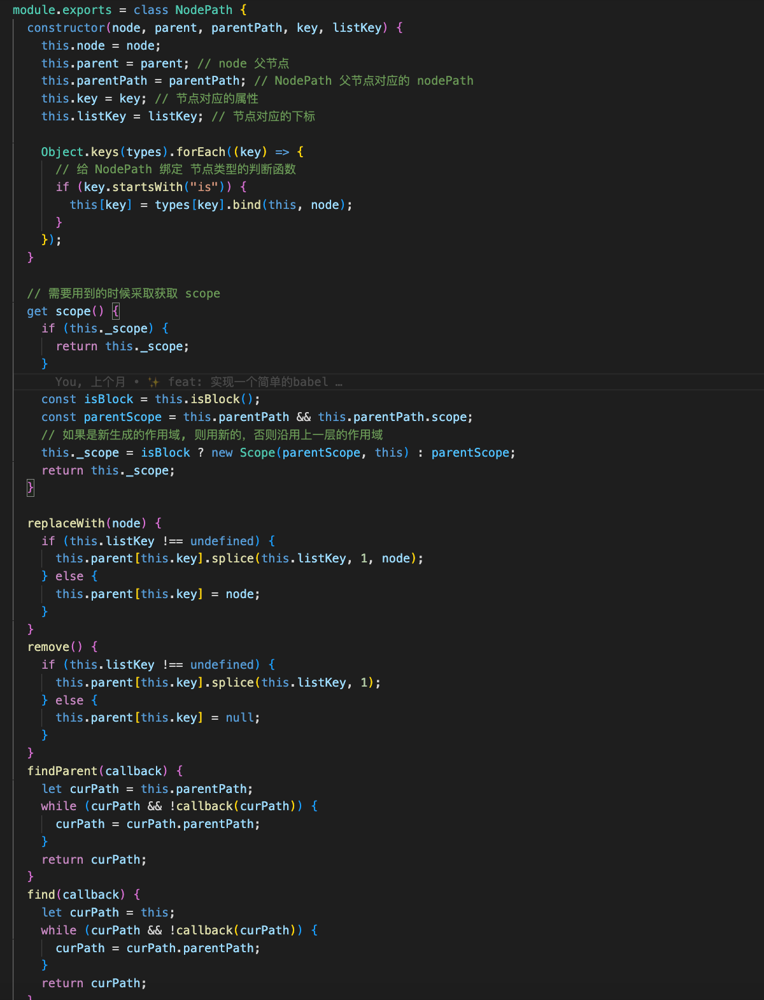 module.exports = class NodePath {
  constructor(node, parent, parentPath, key, listKey) {
    this.node = node;
    this.parent = parent; // node 父节点
    this.parentPath = parentPath; // NodePath 父节点对应的 nodePath
    this.key = key; // 节点对应的属性
    this.listKey = listKey; // 节点对应的下标

    Object.keys(types).forEach((key) => {
      // 给 NodePath 绑定 节点类型的判断函数
      if (key.startsWith("is")) {
        this[key] = types[key].bind(this, node);
      }
    });
  }

  // 需要用到的时候采取获取 scope
  get scope() {
    if (this._scope) {
      return this._scope;
    }
      You, 上个月 • ✨ feat: 实现一个简单的babel …
    const isBlock = this.isBlock();
    const parentScope = this.parentPath && this.parentPath.scope;
    // 如果是新生成的作用域, 则用新的，否则沿用上一层的作用域
    this._scope = isBlock ? new Scope(parentScope, this) : parentScope;
    return this._scope;
  }

  replaceWith(node) {
    if (this.listKey !== undefined) {
      this.parent[this.key].splice(this.listKey, 1, node);
    } else {
      this.parent[this.key] = node;
    }
  }
  remove() {
    if (this.listKey !== undefined) {
      this.parent[this.key].splice(this.listKey, 1);
    } else {
      this.parent[this.key] = null;
    }
  }
  findParent(callback) {
    let curPath = this.parentPath;
    while (curPath && !callback(curPath)) {
      curPath = curPath.parentPath;
    }
    return curPath;
  }
  find(callback) {
    let curPath = this;
    while (curPath && !callback(curPath)) {
      curPath = curPath.parentPath;
    }
    return curPath;
  }